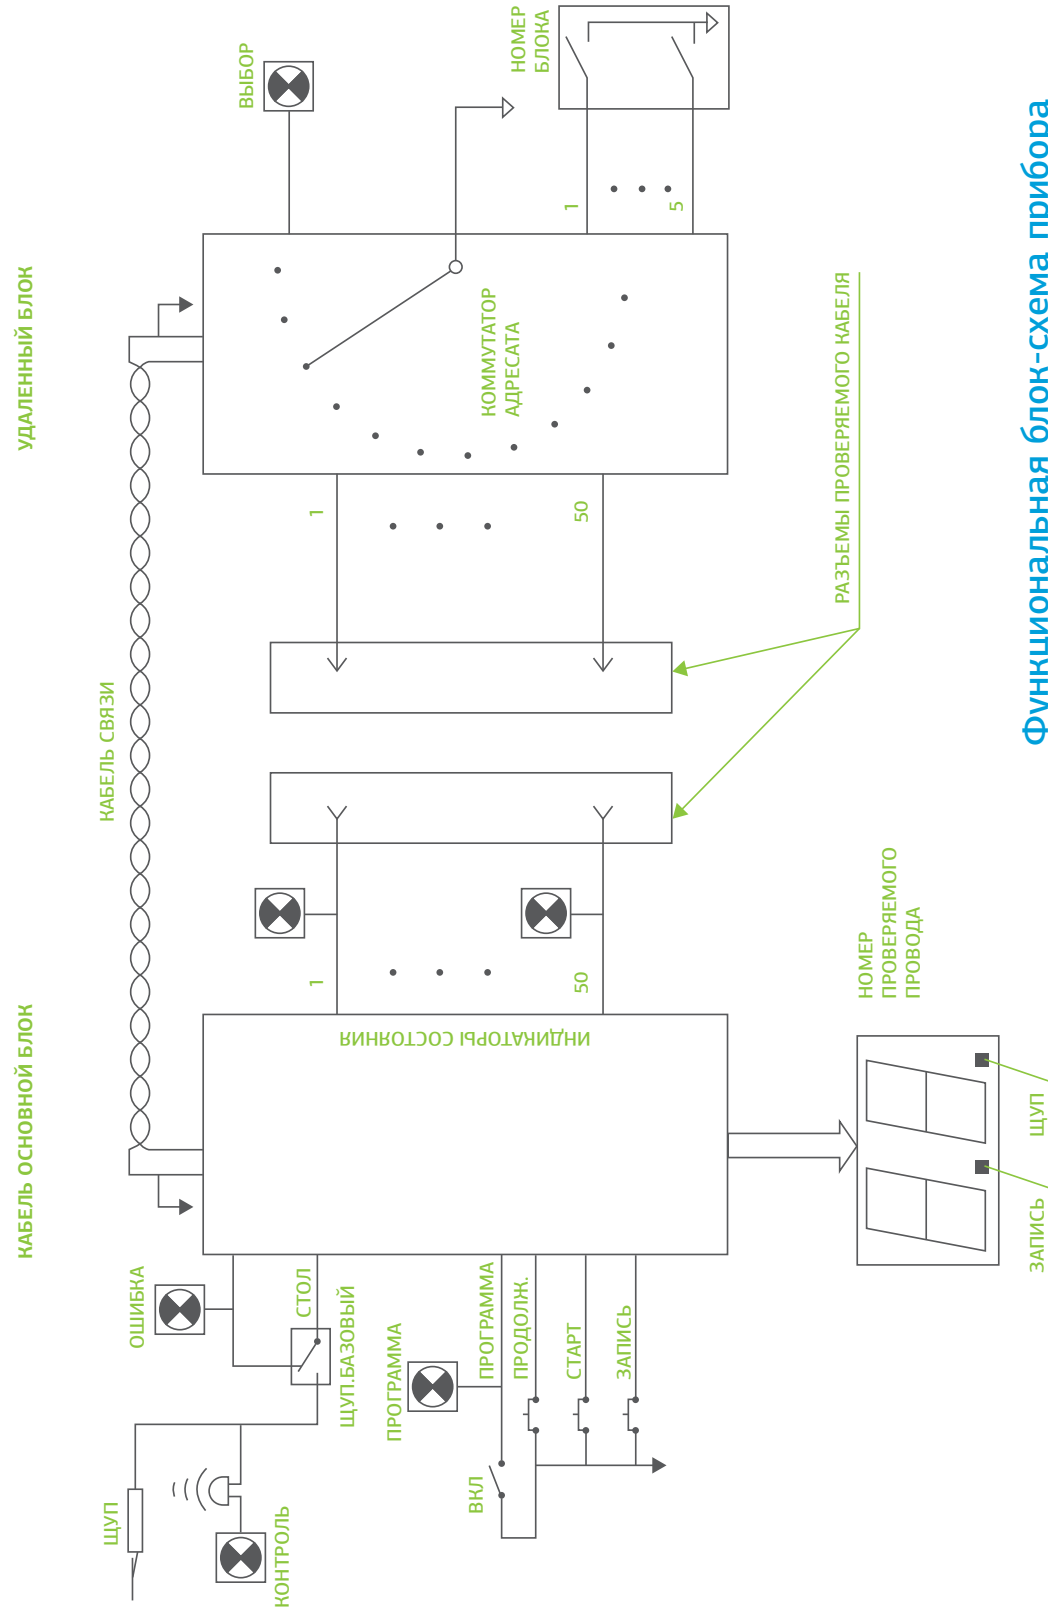 КАБЕЛЬ ОСНОВНОЙ БЛОК
УДАЛЕННЫЙ БЛОК
КАБЕЛЬ СВЯЗИ
ЩУП
ОШИБКА
ВЫБОР
КОНТРОЛЬ
СТОЛ
ЩУП.БАЗОВЫЙ
1
1
ИНДИКАТОРЫ СОСТОЯНИЯ
ПРОГРАММА
ВКЛ
ПРОГРАММА
ПРОДОЛЖ.
СТАРТ
ЗАПИСЬ
50
50
КОММУТАТОР
АДРЕСАТА
НОМЕР
БЛОКА
1
5
РАЗЪЕМЫ ПРОВЕРЯЕМОГО КАБЕЛЯ
НОМЕР
ПРОВЕРЯЕМОГО
ПРОВОДА
ЗАПИСЬ
ЩУП
Функциональная блок-схема прибора